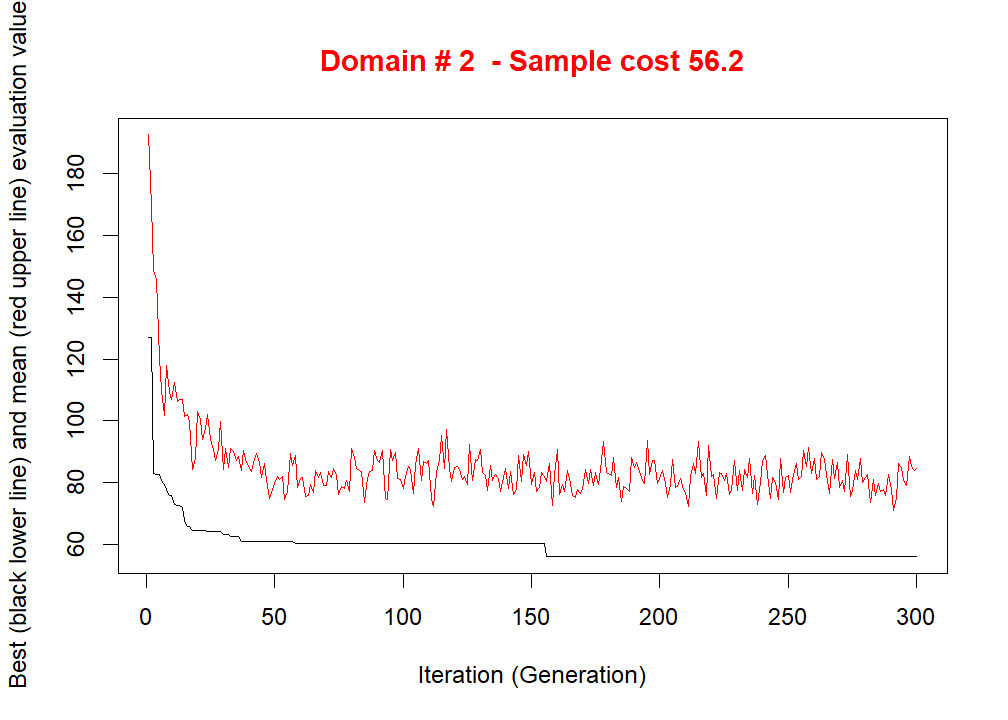 Domain # 2  - Sample cost 56.2
Best (black lower line) and mean (red upper line) evaluation value
180
160
140
120
100
80
60
0 50 100 150 200 250 300
Iteration (Generation)